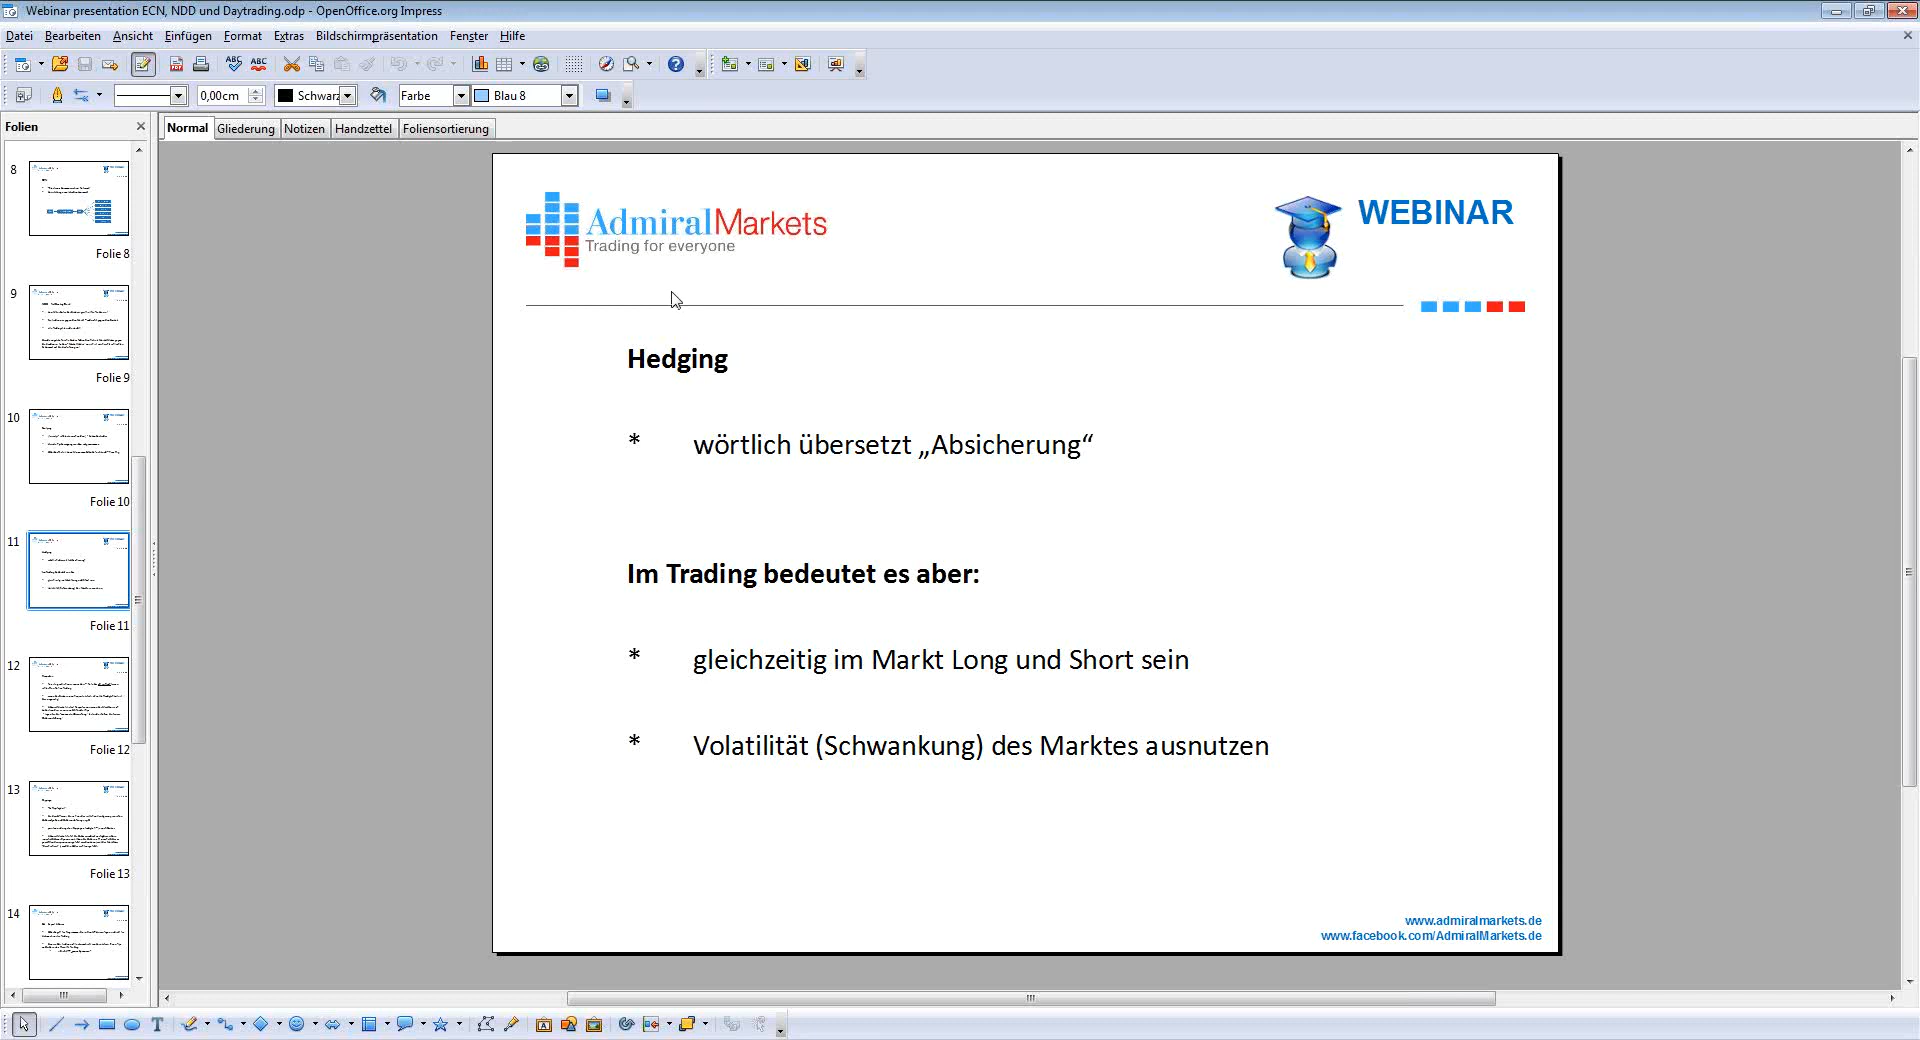 Webinar presentation ECN, NDD und Daytrading.odp - OpenOffice.org Impress
Datei Bearbeiten Ansicht Einfügen Format Extras Bildschirmpräsentation Fenster Hilfe
0,00cm Schwarz Farbe Blau 8
Folien
Normal Gliederung Notizen Handzettel Foliensortierung
8
Folie 8
9
Folie 9
10
Folie 10
11
Folie 11
12
Folie 12
13
Folie 13
14
AdmiralMarkets
Trading for everyone
WEBINAR
Hedging
* wörtlich übersetzt „Absicherung“
Im Trading bedeutet es aber:
* gleichzeitig im Markt Long und Short sein
* Volatilität (Schwankung) des Marktes ausnutzen
www.admiralmarkets.de
www.facebook.com/AdmiralMarkets.de